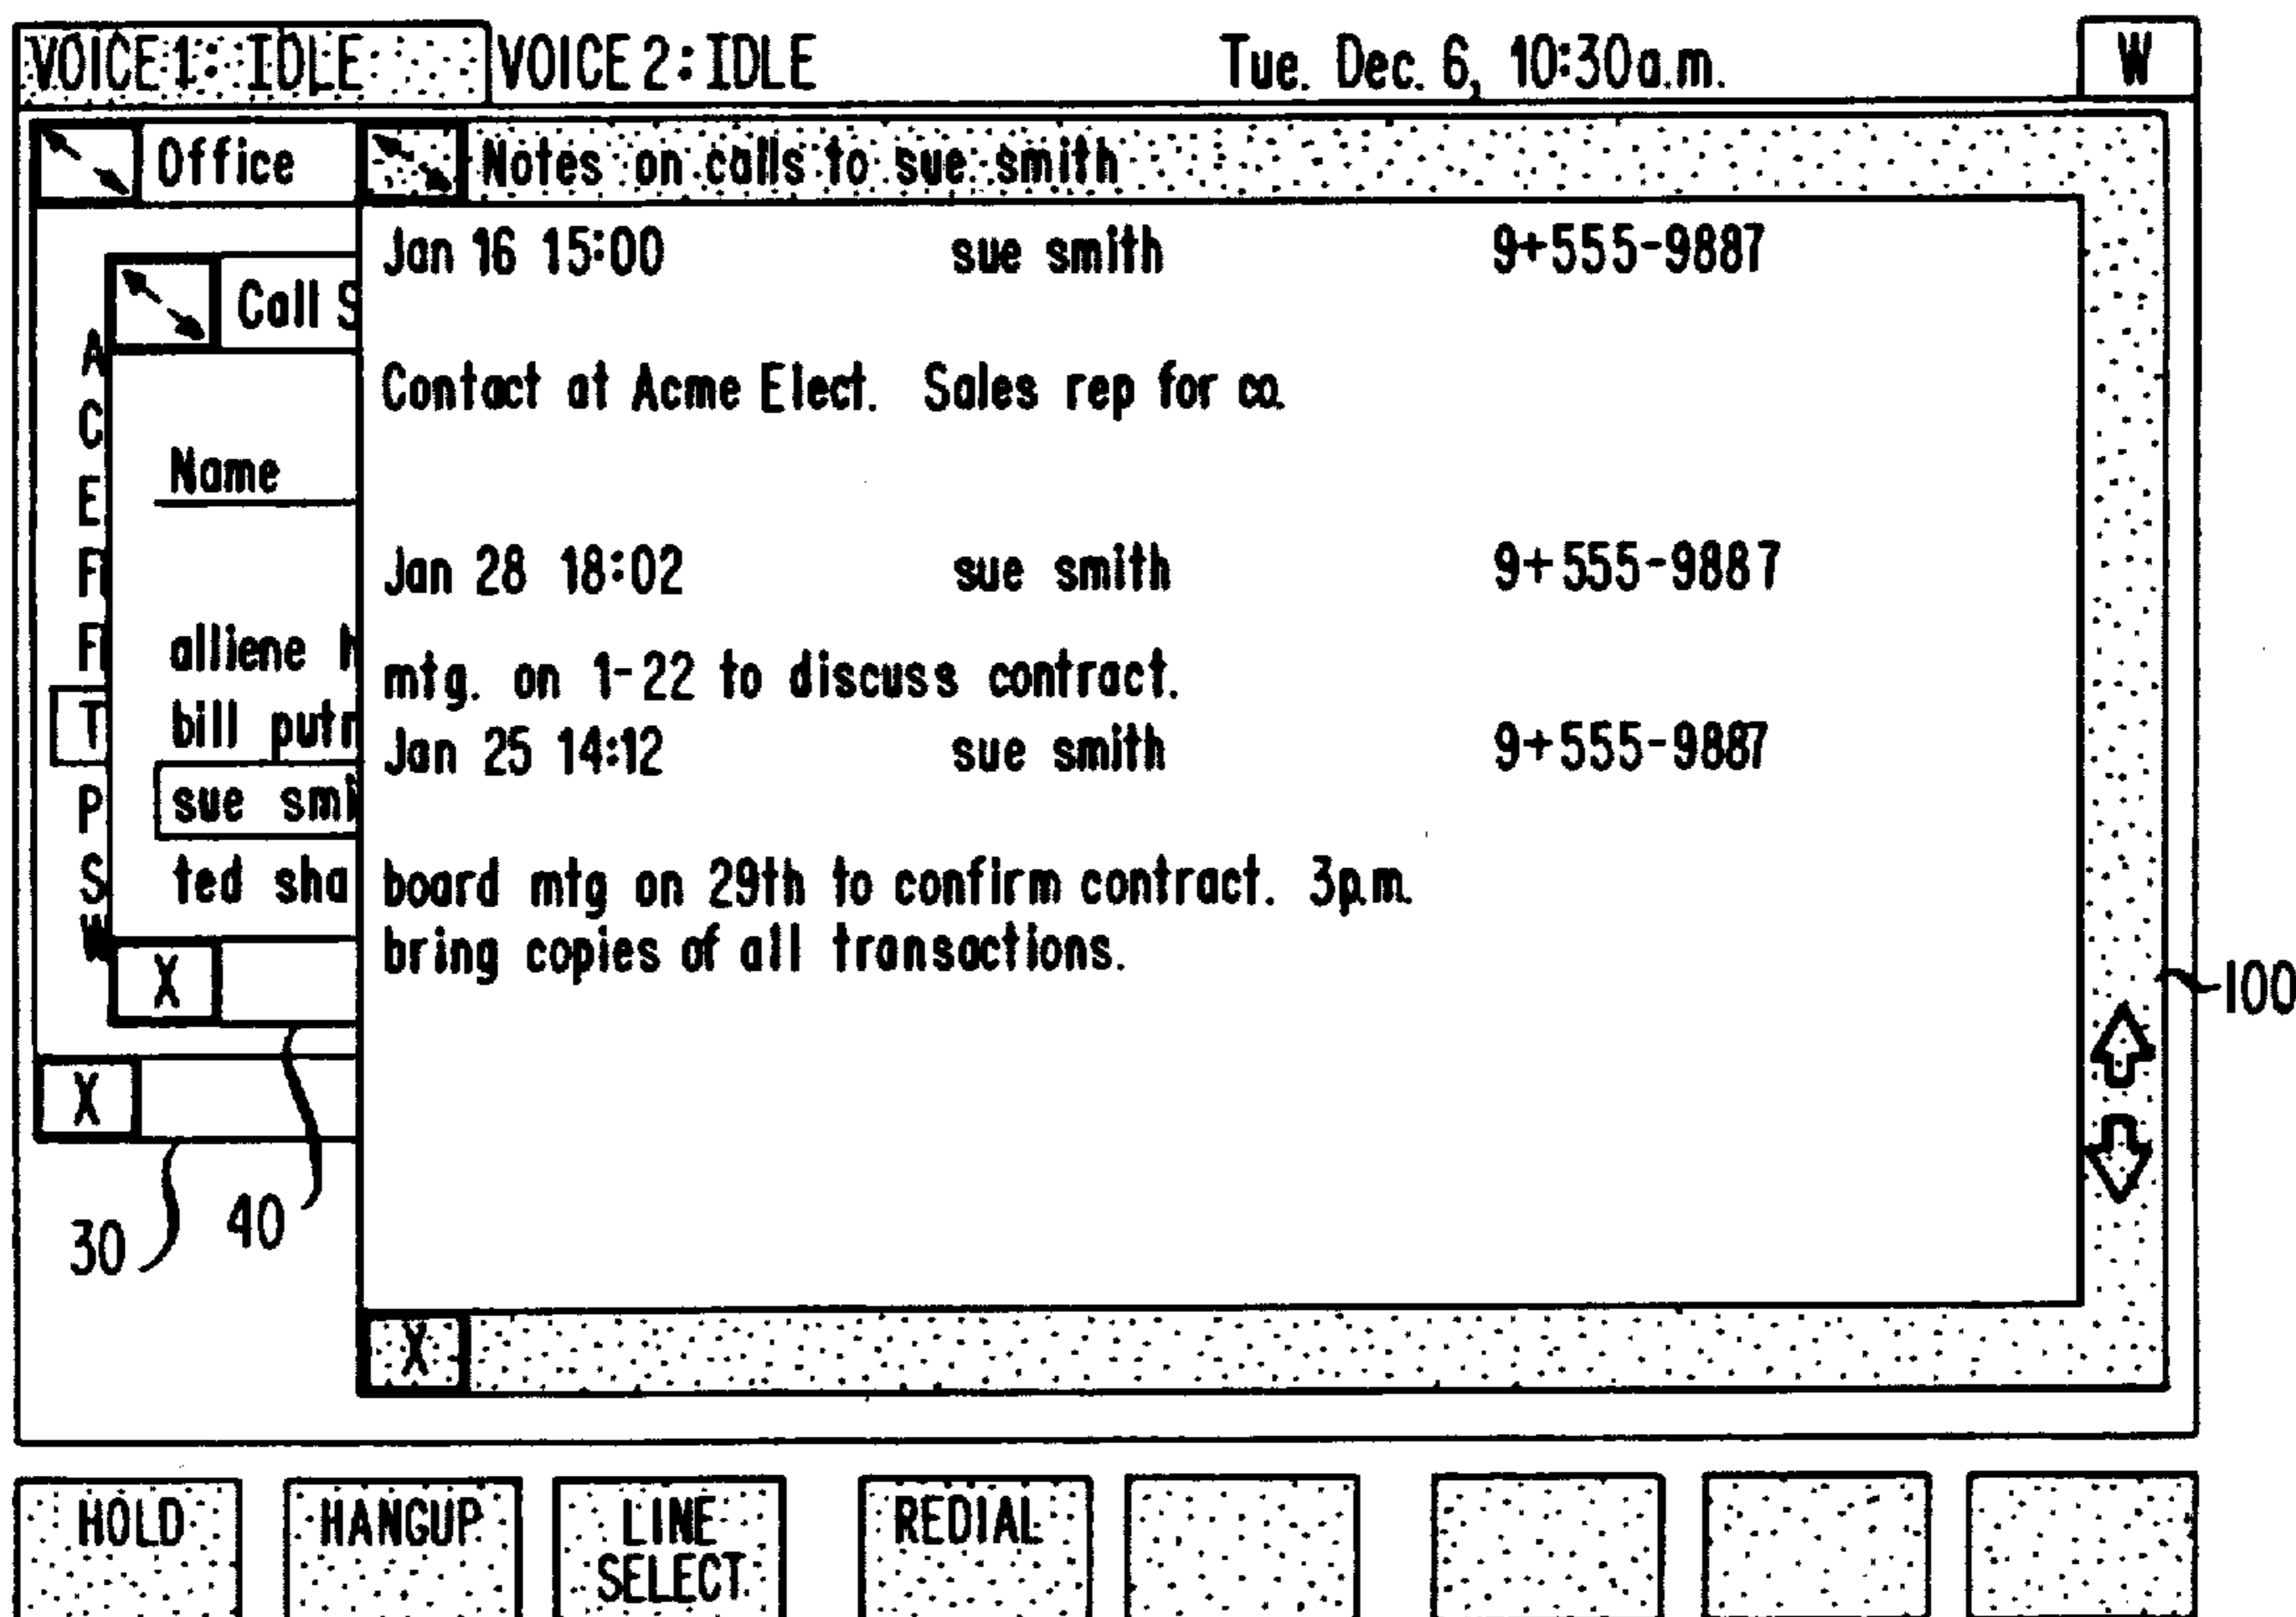 VOICE 1: IDLE VOICE 2: IDLE Tue. Dec. 6, 10:30a.m. W
Office Notes on calls to sue smith
Jan 16 15:00 sue smith 9+555-9887
Call S
A
Contact at Acme Elect. Sales rep for co.
C
Name
E
Jan 28 18:02 sue smith 9+555-9887
F
F alliene
mtg. on 1-22 to discuss contract.
T bill putn
Jan 25 14:12 sue smith 9+555-9887
P sue smi
S ted sha board mtg on 29th to confirm contract. 3p.m.
W
bring copies of all transactions.
X
100
X
40
30
X
HOLD HANGUP LINE SELECT REDIAL